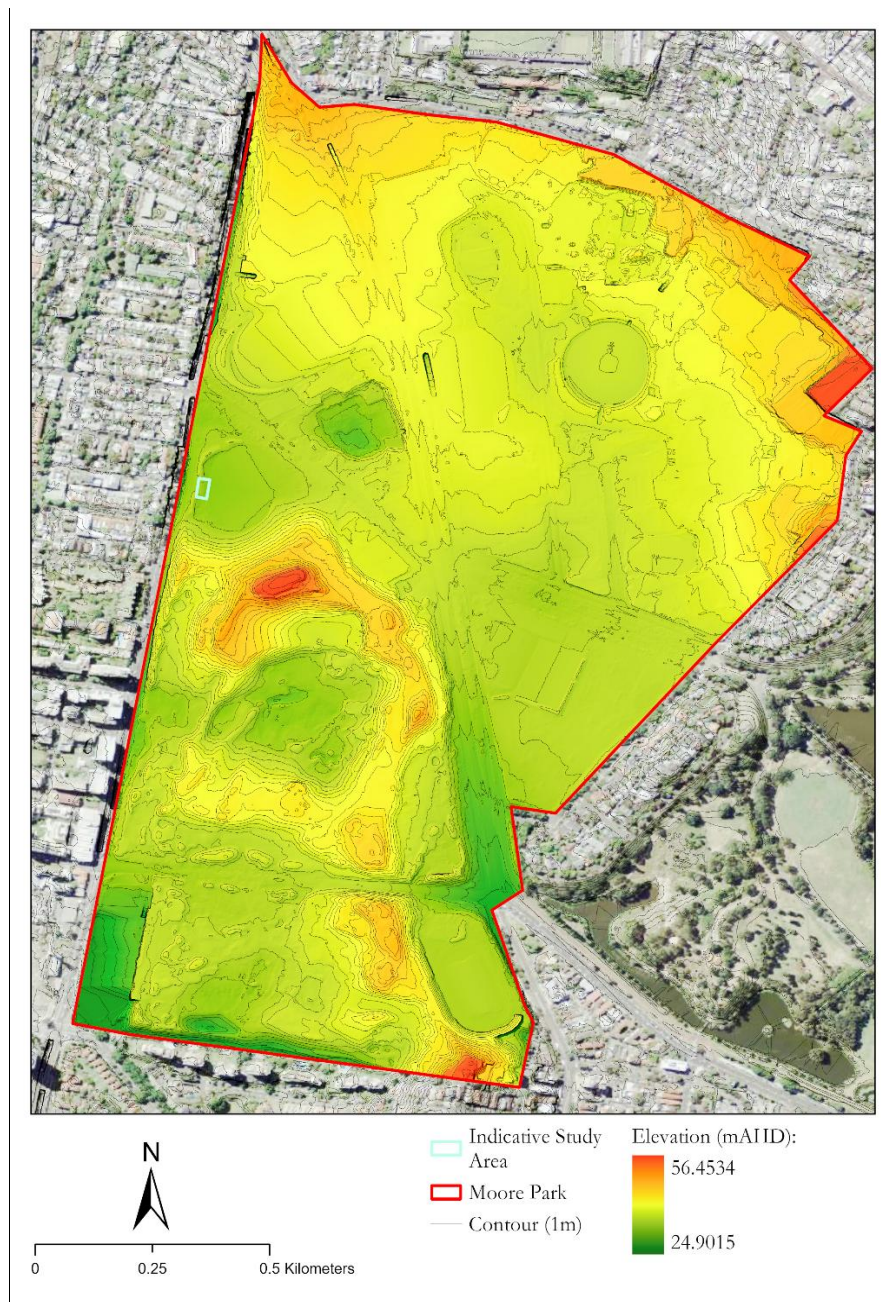 N
0
0.25
0.5 Kilometers
Indicative Study
Area
Moore Park
Contour (1m)
Elevation (mAHD):
56.4534
24.9015